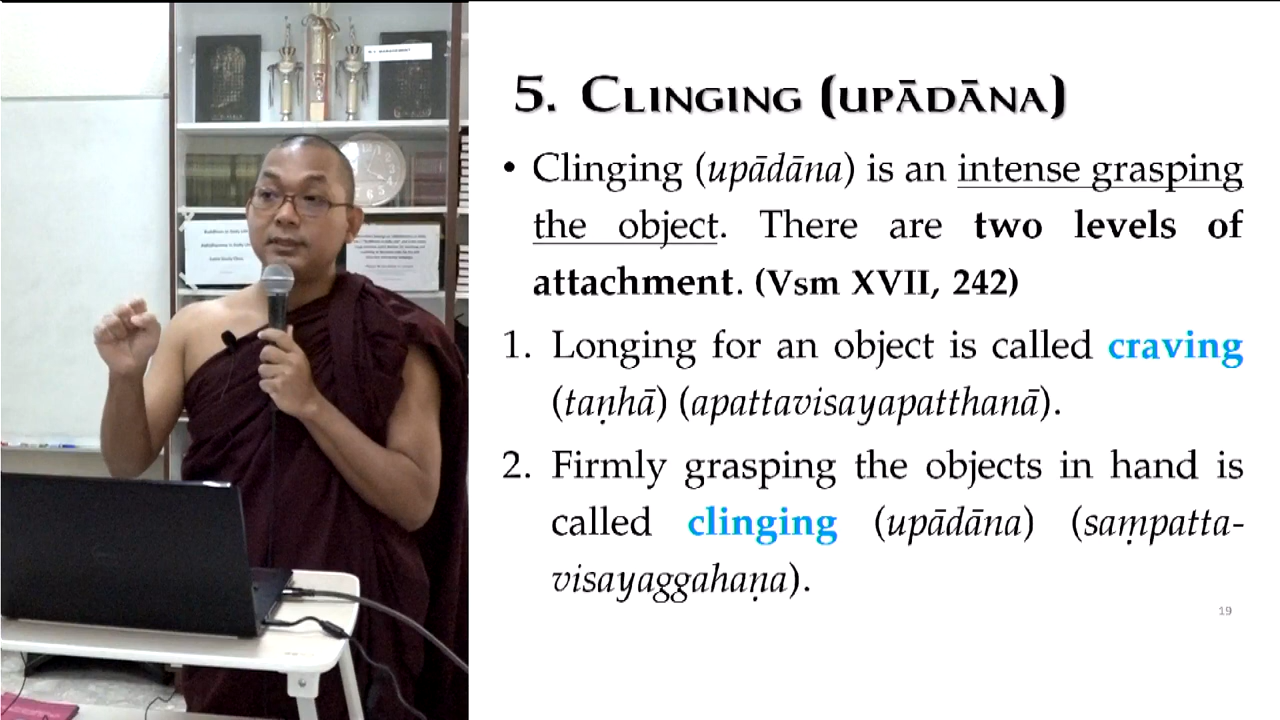 5. CLINGING (UPĀDĀNA)
• Clinging (upādāna) is an intense grasping
the object. There are two levels of
attachment. (Vsm XVII, 242)
1. Longing for an object is called craving
(taṇhā) (apattavisayapatthanā).
2. Firmly grasping the objects in hand is
called clinging (upādāna) (saṃpatta-
visayaggahaṇa).
19